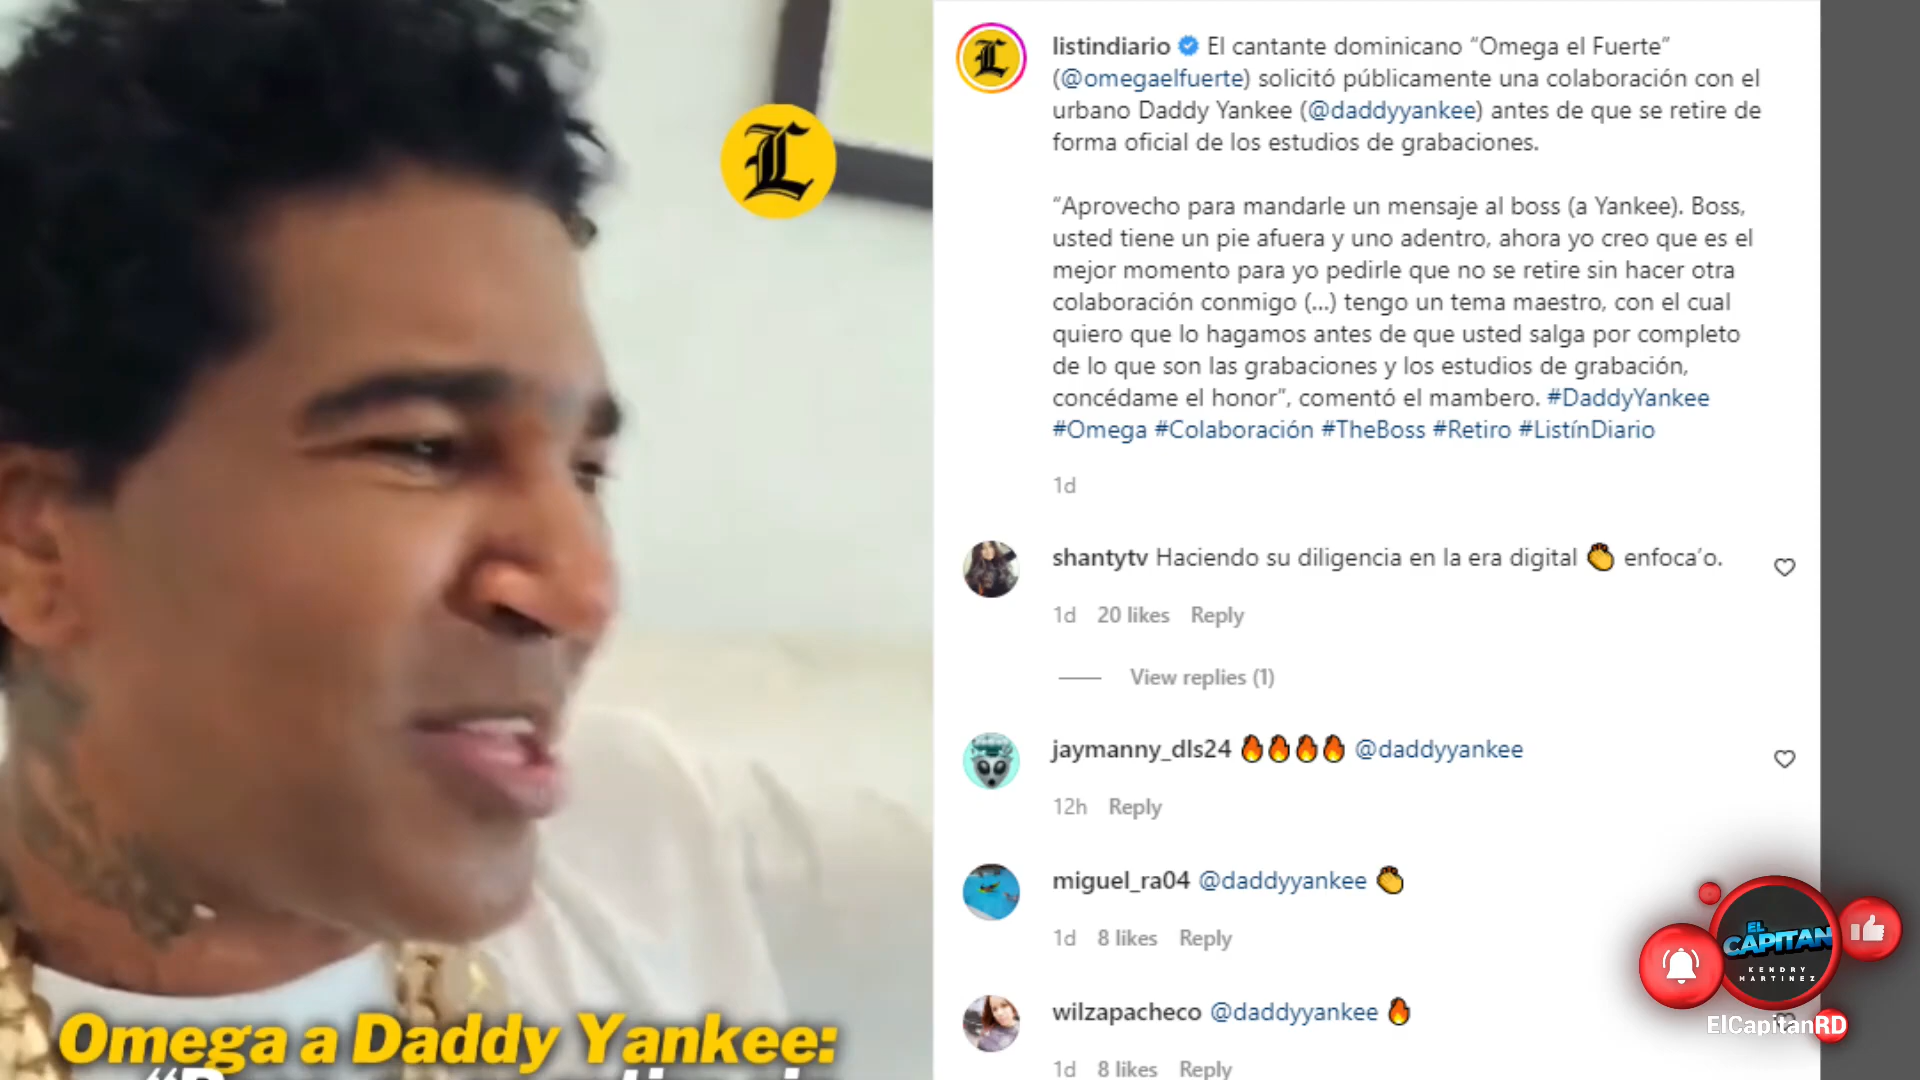 L
Omega a Daddy Yankee:
L
listindiario El cantante dominicano “Omega el Fuerte”
(@omegaelfuerte) solicitó públicamente una colaboración con el
urbano Daddy Yankee (@daddyyankee) antes de que se retire de
forma oficial de los estudios de grabaciones.
“Aprovecho para mandarle un mensaje al boss (a Yankee). Boss,
usted tiene un pie afuera y uno adentro, ahora yo creo que es el
mejor momento para yo pedirle que no se retire sin hacer otra
colaboración conmigo (...) tengo un tema maestro, con el cual
quiero que lo hagamos antes de que usted salga por completo
de lo que son las grabaciones y los estudios de grabación,
concédame el honor”, comentó el mambero. #DaddyYankee
#Omega #Colaboración #TheBoss #Retiro #ListínDiario
1d
shantytv Haciendo su diligencia en la era digital 👏 enfoca’o.
1d 20 likes Reply
View replies (1)
jaymanny_dls24 🔥🔥🔥🔥 @daddyyankee
12h Reply
miguel_ra04 @daddyyankee 👏
1d 8 likes Reply
wilzapacheco @daddyyankee 🔥
1d 8 likes Reply
EL
CAPITAN
KENDRY
MARTINEZ
ElCapitanRD